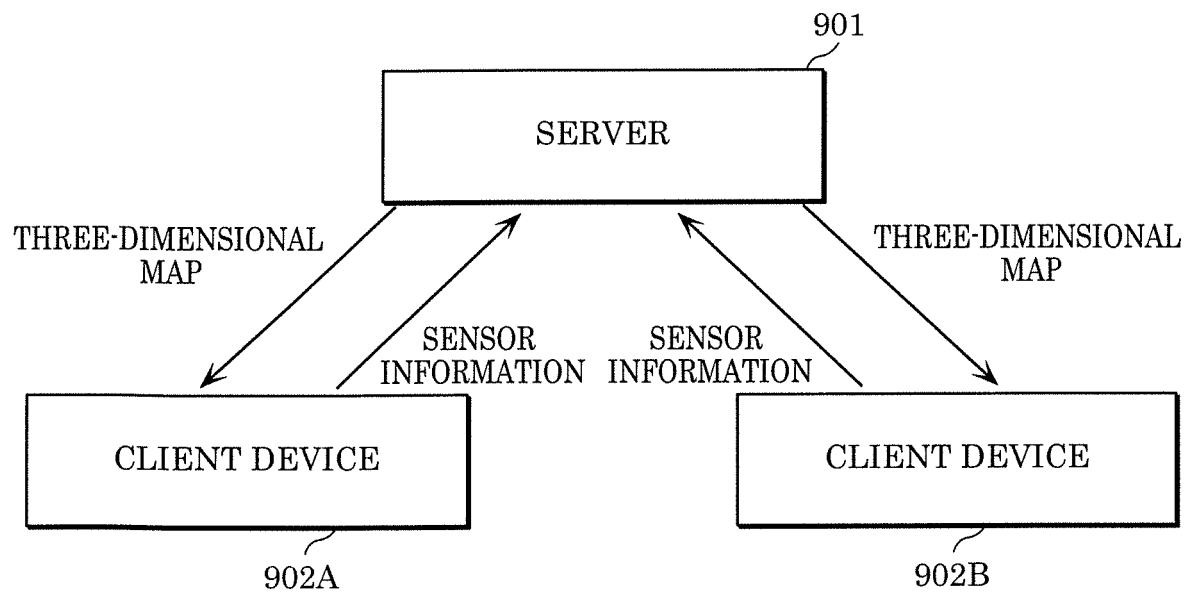 901
SERVER
THREE-DIMENSIONAL
MAP
THREE-DIMENSIONAL
MAP
SENSOR
INFORMATION
SENSOR
INFORMATION
CLIENT DEVICE
CLIENT DEVICE
902A
902B